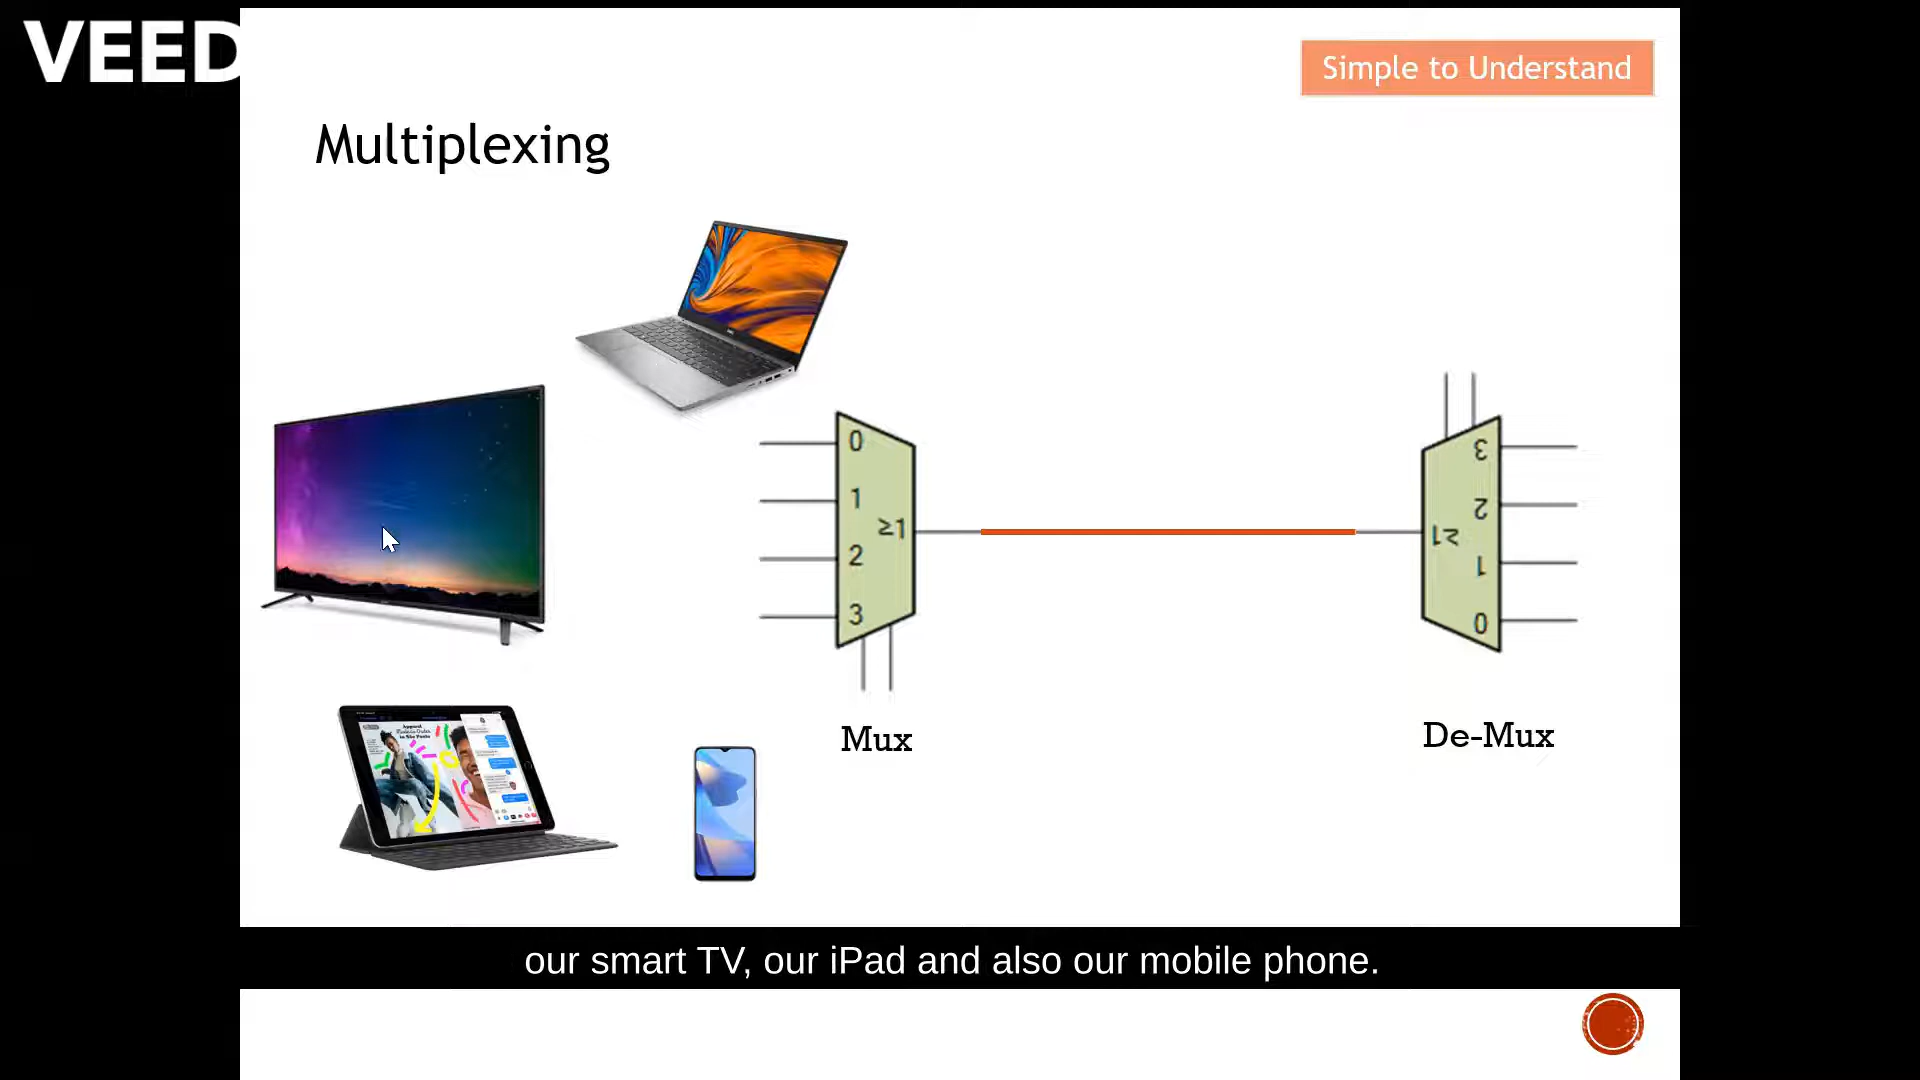 VEED
Simple to Understand
Multiplexing
0
1
≥1
2
3
3
2
≥1
1
0
Mux
De-Mux
our smart TV, our iPad and also our mobile phone.